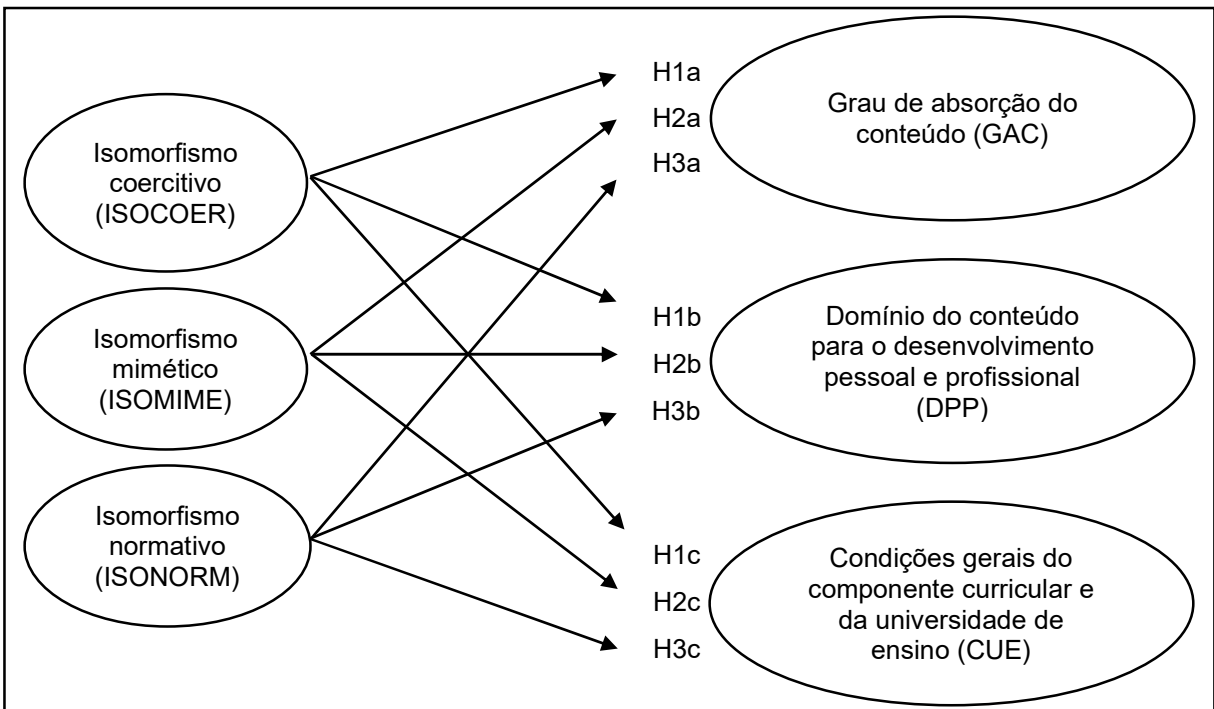 Isomorfismo
coercitivo
(ISOCOER)
Isomorfismo
mimético
(ISOMIME)
Isomorfismo
normativo
(ISONORM)
H1a
H2a
H3a
Grau de absorção do
conteúdo (GAC)
H1b
H2b
H3b
Domínio do conteúdo
para o desenvolvimento
pessoal e profissional
(DPP)
H1c
H2c
H3c
Condições gerais do
componente curricular e
da universidade de
ensino (CUE)